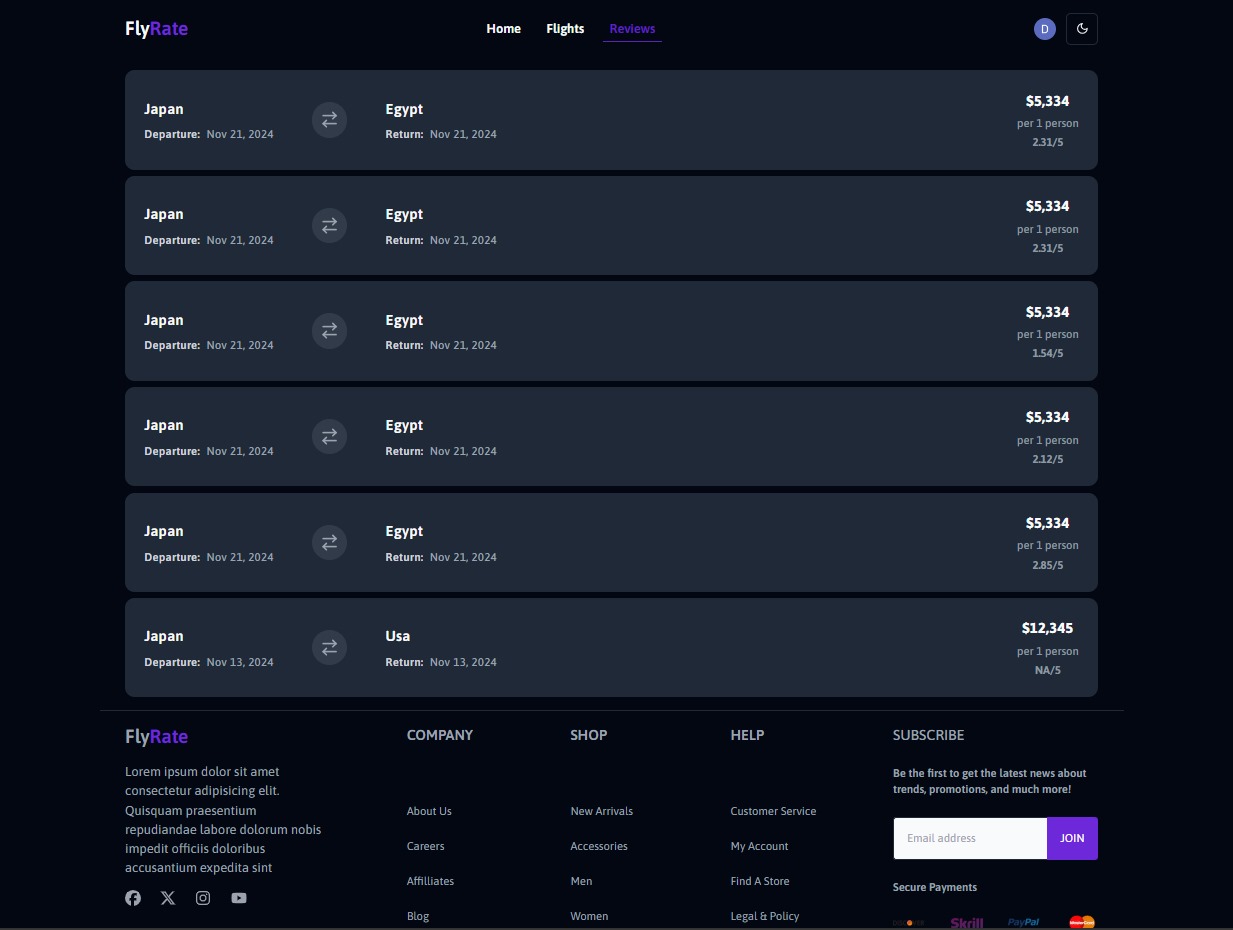 FlyRate
Home Flights Reviews
D
Japan Egypt $5,334
Departure: Nov 21, 2024 Return: Nov 21, 2024 per 1 person
2.31/5
Japan Egypt $5,334
Departure: Nov 21, 2024 Return: Nov 21, 2024 per 1 person
2.31/5
Japan Egypt $5,334
Departure: Nov 21, 2024 Return: Nov 21, 2024 per 1 person
1.54/5
Japan Egypt $5,334
Departure: Nov 21, 2024 Return: Nov 21, 2024 per 1 person
2.12/5
Japan Egypt $5,334
Departure: Nov 21, 2024 Return: Nov 21, 2024 per 1 person
2.85/5
Japan Usa $12,345
Departure: Nov 13, 2024 Return: Nov 13, 2024 per 1 person
NA/5
FlyRate
Lorem ipsum dolor sit amet
consectetur adipisicing elit.
Quisquam praesentium
repudiandae labore dolorum nobis
impedit officiis doloribus
accusantium expedita sint
COMPANY
About Us
Careers
Affilliates
Blog
SHOP
New Arrivals
Accessories
Men
Women
HELP
Customer Service
My Account
Find A Store
Legal & Policy
SUBSCRIBE
Be the first to get the latest news about
trends, promotions, and much more!
Email address JOIN
Secure Payments
Skrill PayPal MasterCard